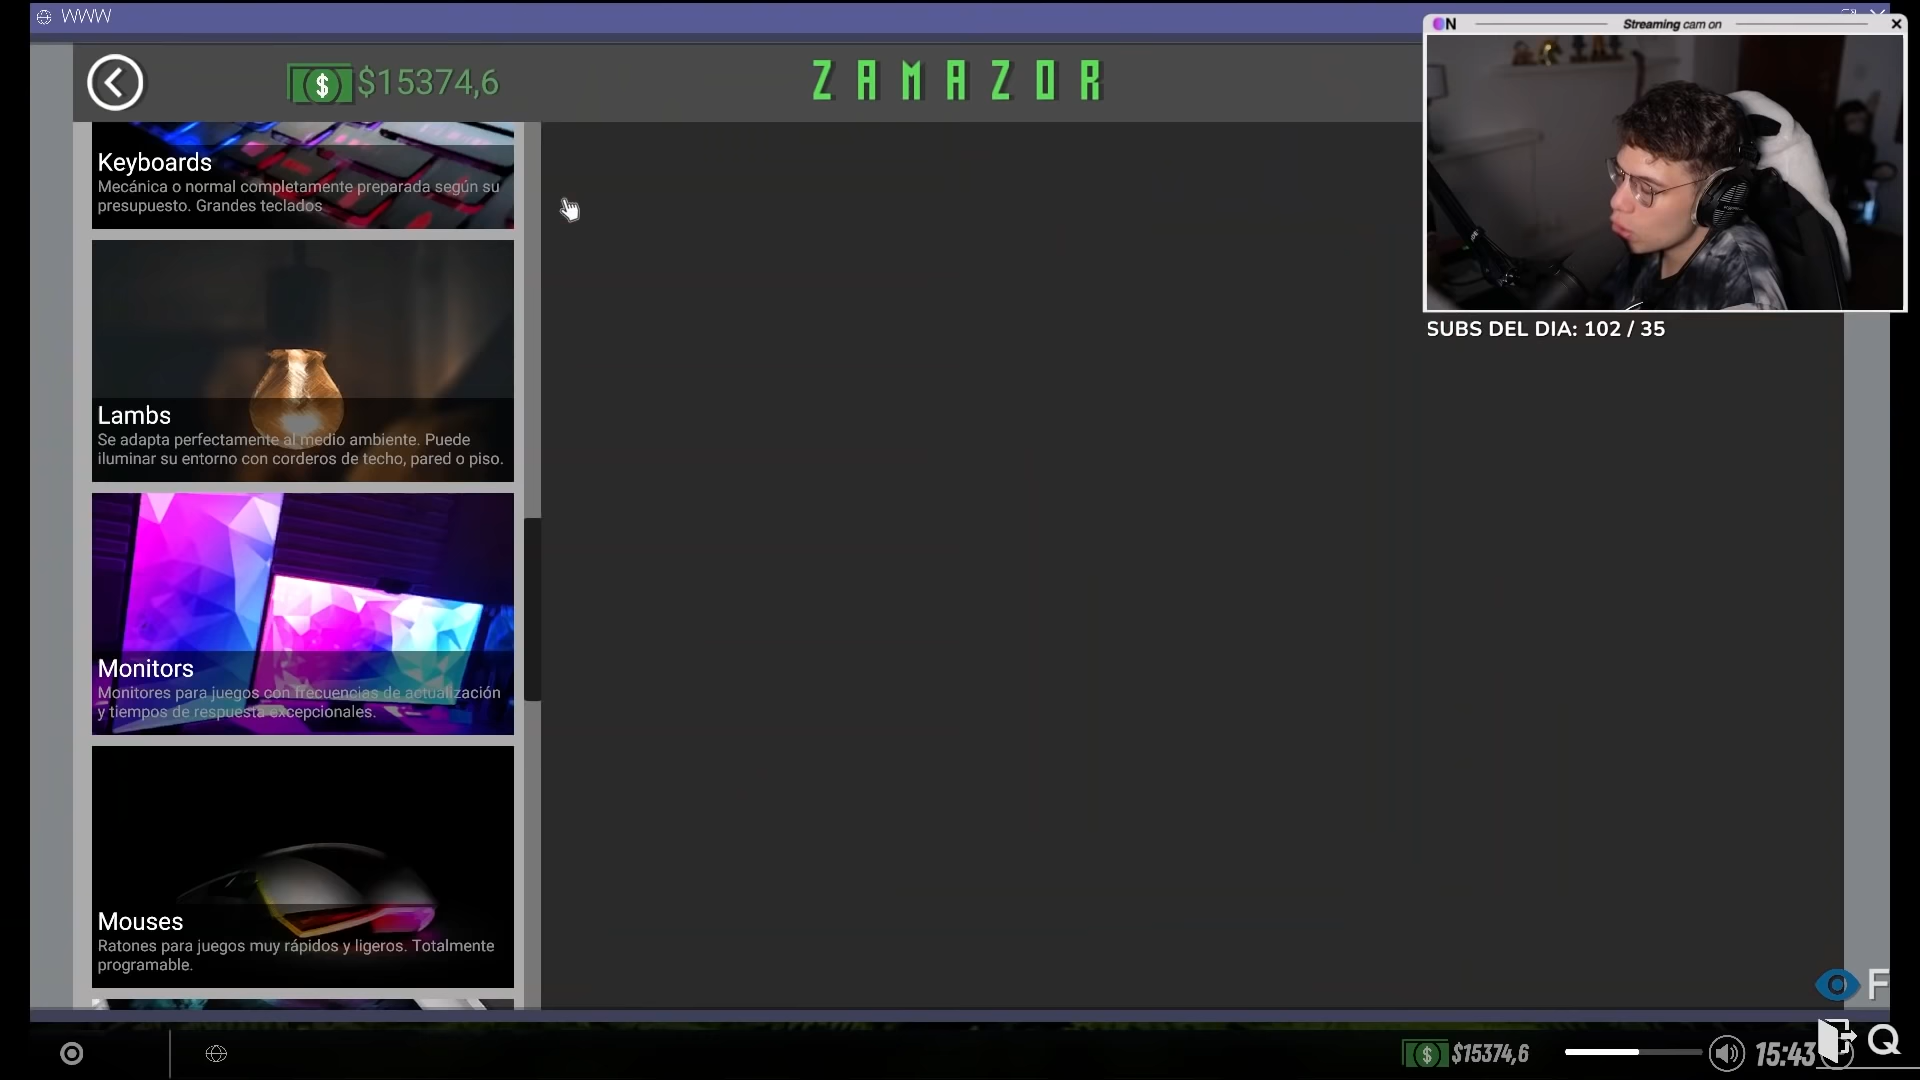 WWW
$15374,6
ZAMAZOR
ON
Streaming cam on
Keyboards
Mecánica o normal completamente preparada según su
presupuesto. Grandes teclados
SUBS DEL DIA: 102 / 35
Lambs
Se adapta perfectamente al medio ambiente. Puede
iluminar su entorno con corderos de techo, pared o piso.
Monitors
Monitores para juegos con frecuencias de actualización
y tiempos de respuesta excepcionales.
Mouses
Ratones para juegos muy rápidos y ligeros. Totalmente
programable.
F
$15374,6
15:43
Q